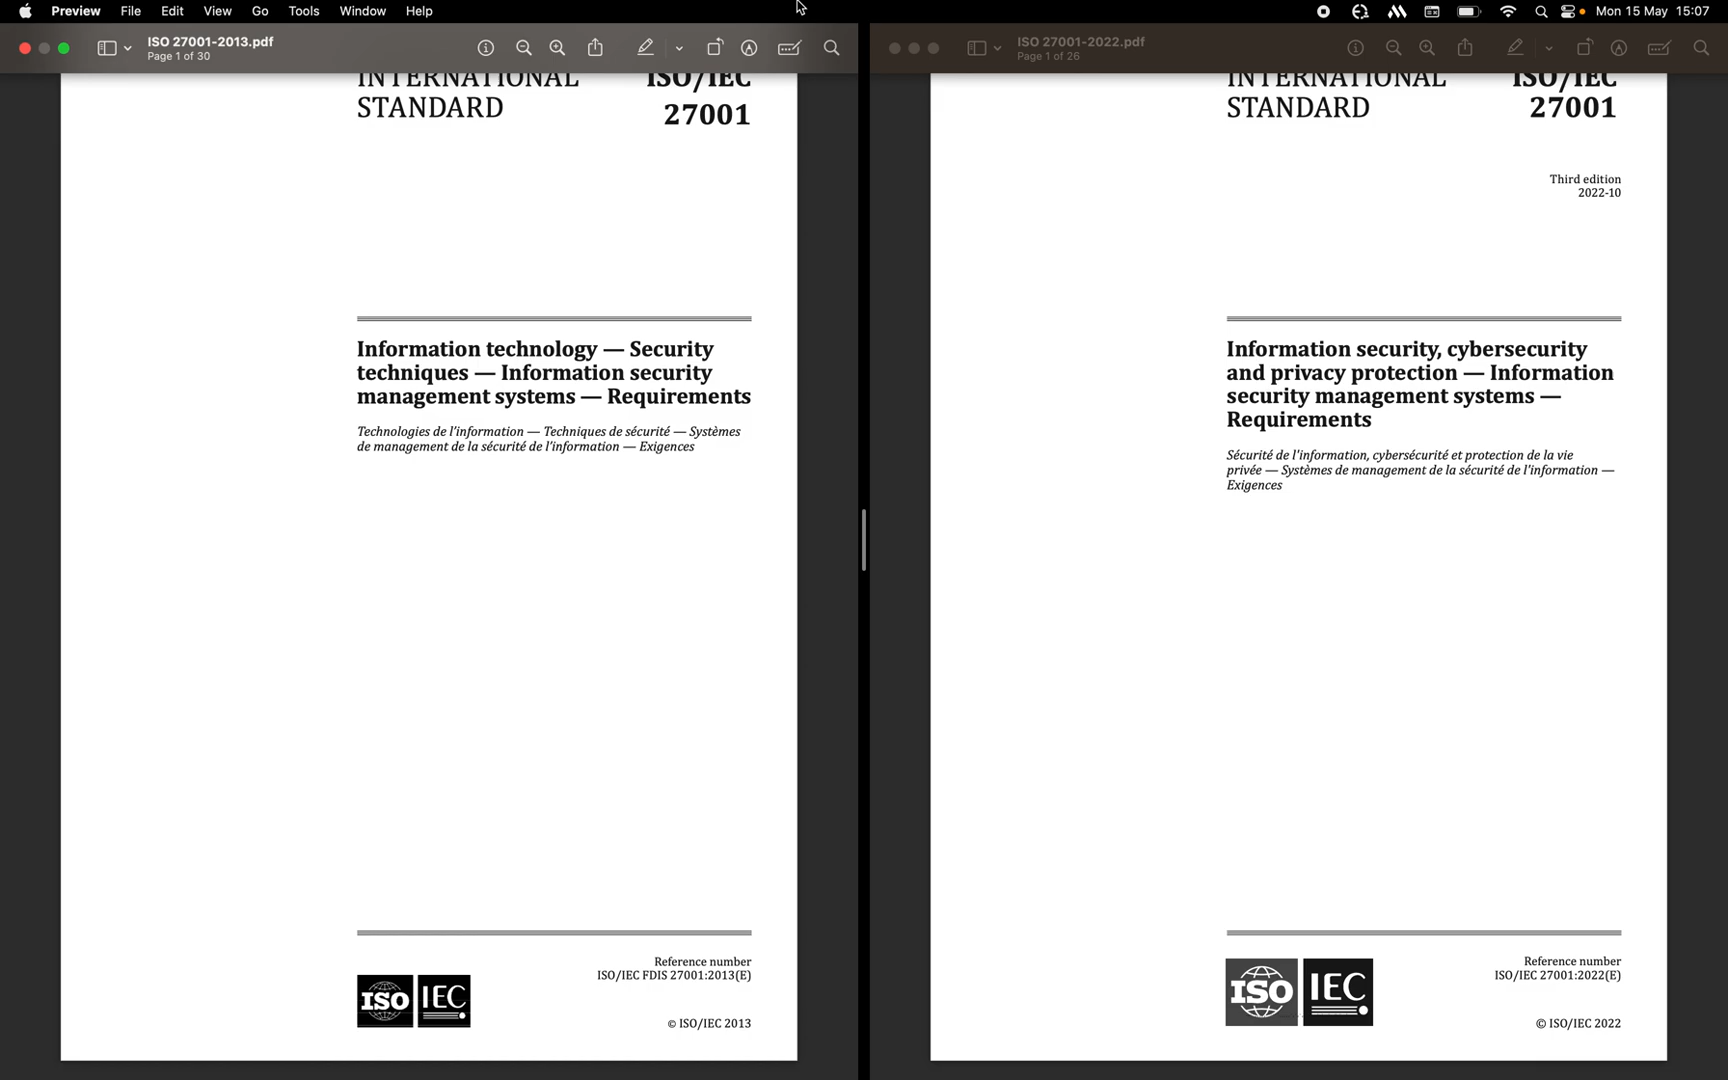 Preview File Edit View Go Tools Window Help
Mon 15 May 15:07
ISO 27001-2013.pdf
Page 1 of 30
INTERNATIONAL
STANDARD
ISO/IEC
27001
Information technology — Security
techniques — Information security
management systems — Requirements
Technologies de l'information — Techniques de sécurité — Systèmes
de management de la sécurité de l'information — Exigences
Reference number
ISO/IEC FDIS 27001:2013(E)
ISO IEC
© ISO/IEC 2013
ISO 27001-2022.pdf
Page 1 of 26
INTERNATIONAL
STANDARD
ISO/IEC
27001
Third edition
2022-10
Information security, cybersecurity
and privacy protection — Information
security management systems —
Requirements
Sécurité de l'information, cybersécurité et protection de la vie
privée — Systèmes de management de la sécurité de l'information —
Exigences
Reference number
ISO/IEC 27001:2022(E)
ISO IEC
© ISO/IEC 2022